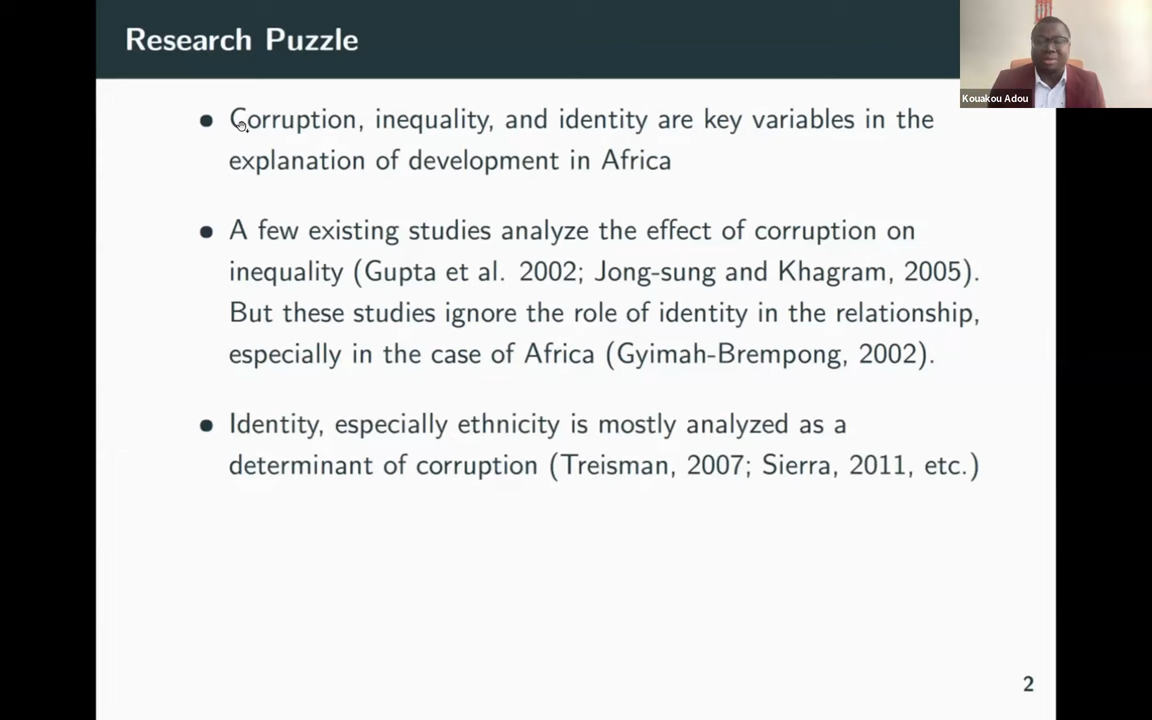 Research Puzzle
Kouakou Adou
• Corruption, inequality, and identity are key variables in the
explanation of development in Africa
• A few existing studies analyze the effect of corruption on
inequality (Gupta et al. 2002; Jong-sung and Khagram, 2005).
But these studies ignore the role of identity in the relationship,
especially in the case of Africa (Gyimah-Brempong, 2002).
• Identity, especially ethnicity is mostly analyzed as a
determinant of corruption (Treisman, 2007; Sierra, 2011, etc.)
2